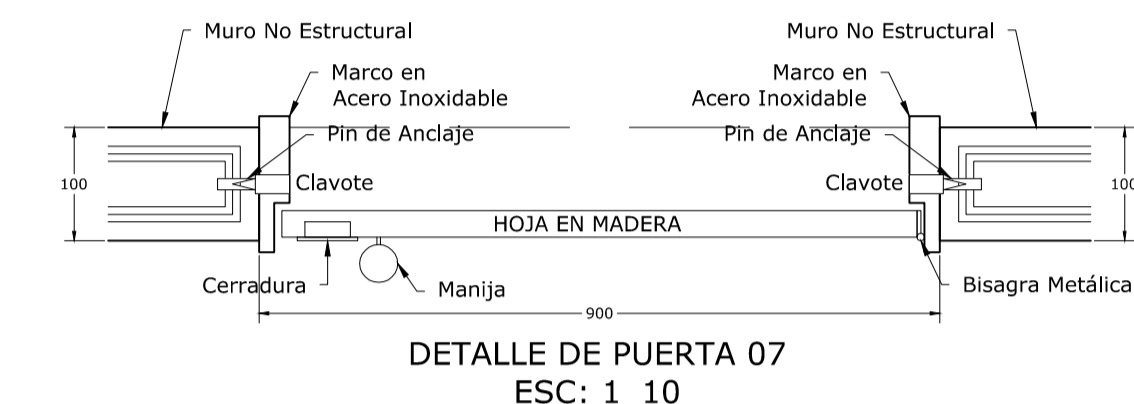 Muro No Estructural
Muro No Estructural
Marco en
Acero Inoxidable
Marco en
Acero Inoxidable
Pin de Anclaje
Pin de Anclaje
100
Clavote
Clavote
100
HOJA EN MADERA
Cerradura
Manija
Bisagra Metálica
900
DETALLE DE PUERTA 07
ESC: 1 10